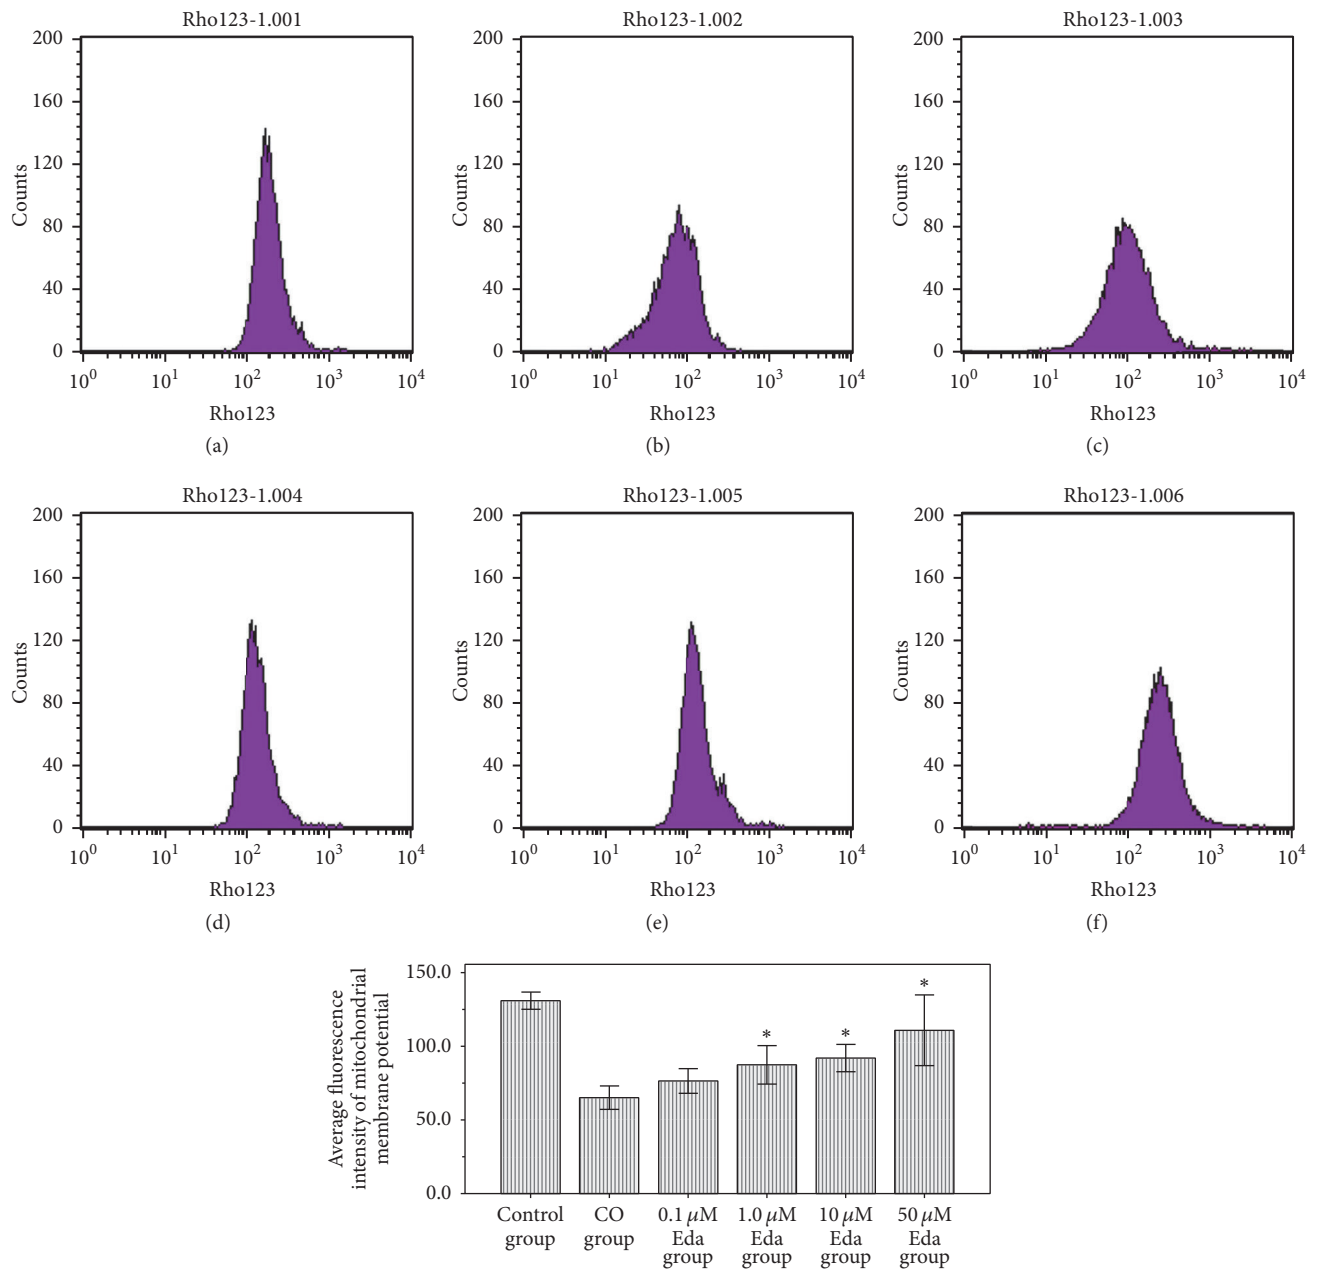 Rho123-1.001
200
160
120
80
40
0
Counts
10⁰ 10¹ 10² 10³ 10⁴
Rho123
(a)
Rho123-1.002
200
160
120
80
40
0
Counts
10⁰ 10¹ 10² 10³ 10⁴
Rho123
(b)
Rho123-1.003
200
160
120
80
40
0
Counts
10⁰ 10¹ 10² 10³ 10⁴
Rho123
(c)
Rho123-1.004
200
160
120
80
40
0
Counts
10⁰ 10¹ 10² 10³ 10⁴
Rho123
(d)
Rho123-1.005
200
160
120
80
40
0
Counts
10⁰ 10¹ 10² 10³ 10⁴
Rho123
(e)
Rho123-1.006
200
160
120
80
40
0
Counts
10⁰ 10¹ 10² 10³ 10⁴
Rho123
(f)
Average fluorescence
intensity of mitochondrial
membrane potential
150.0
100.0
50.0
0.0
* * *
Control
group
CO
group
0.1 μM
Eda
group
1.0 μM
Eda
group
10 μM
Eda
group
50 μM
Eda
group